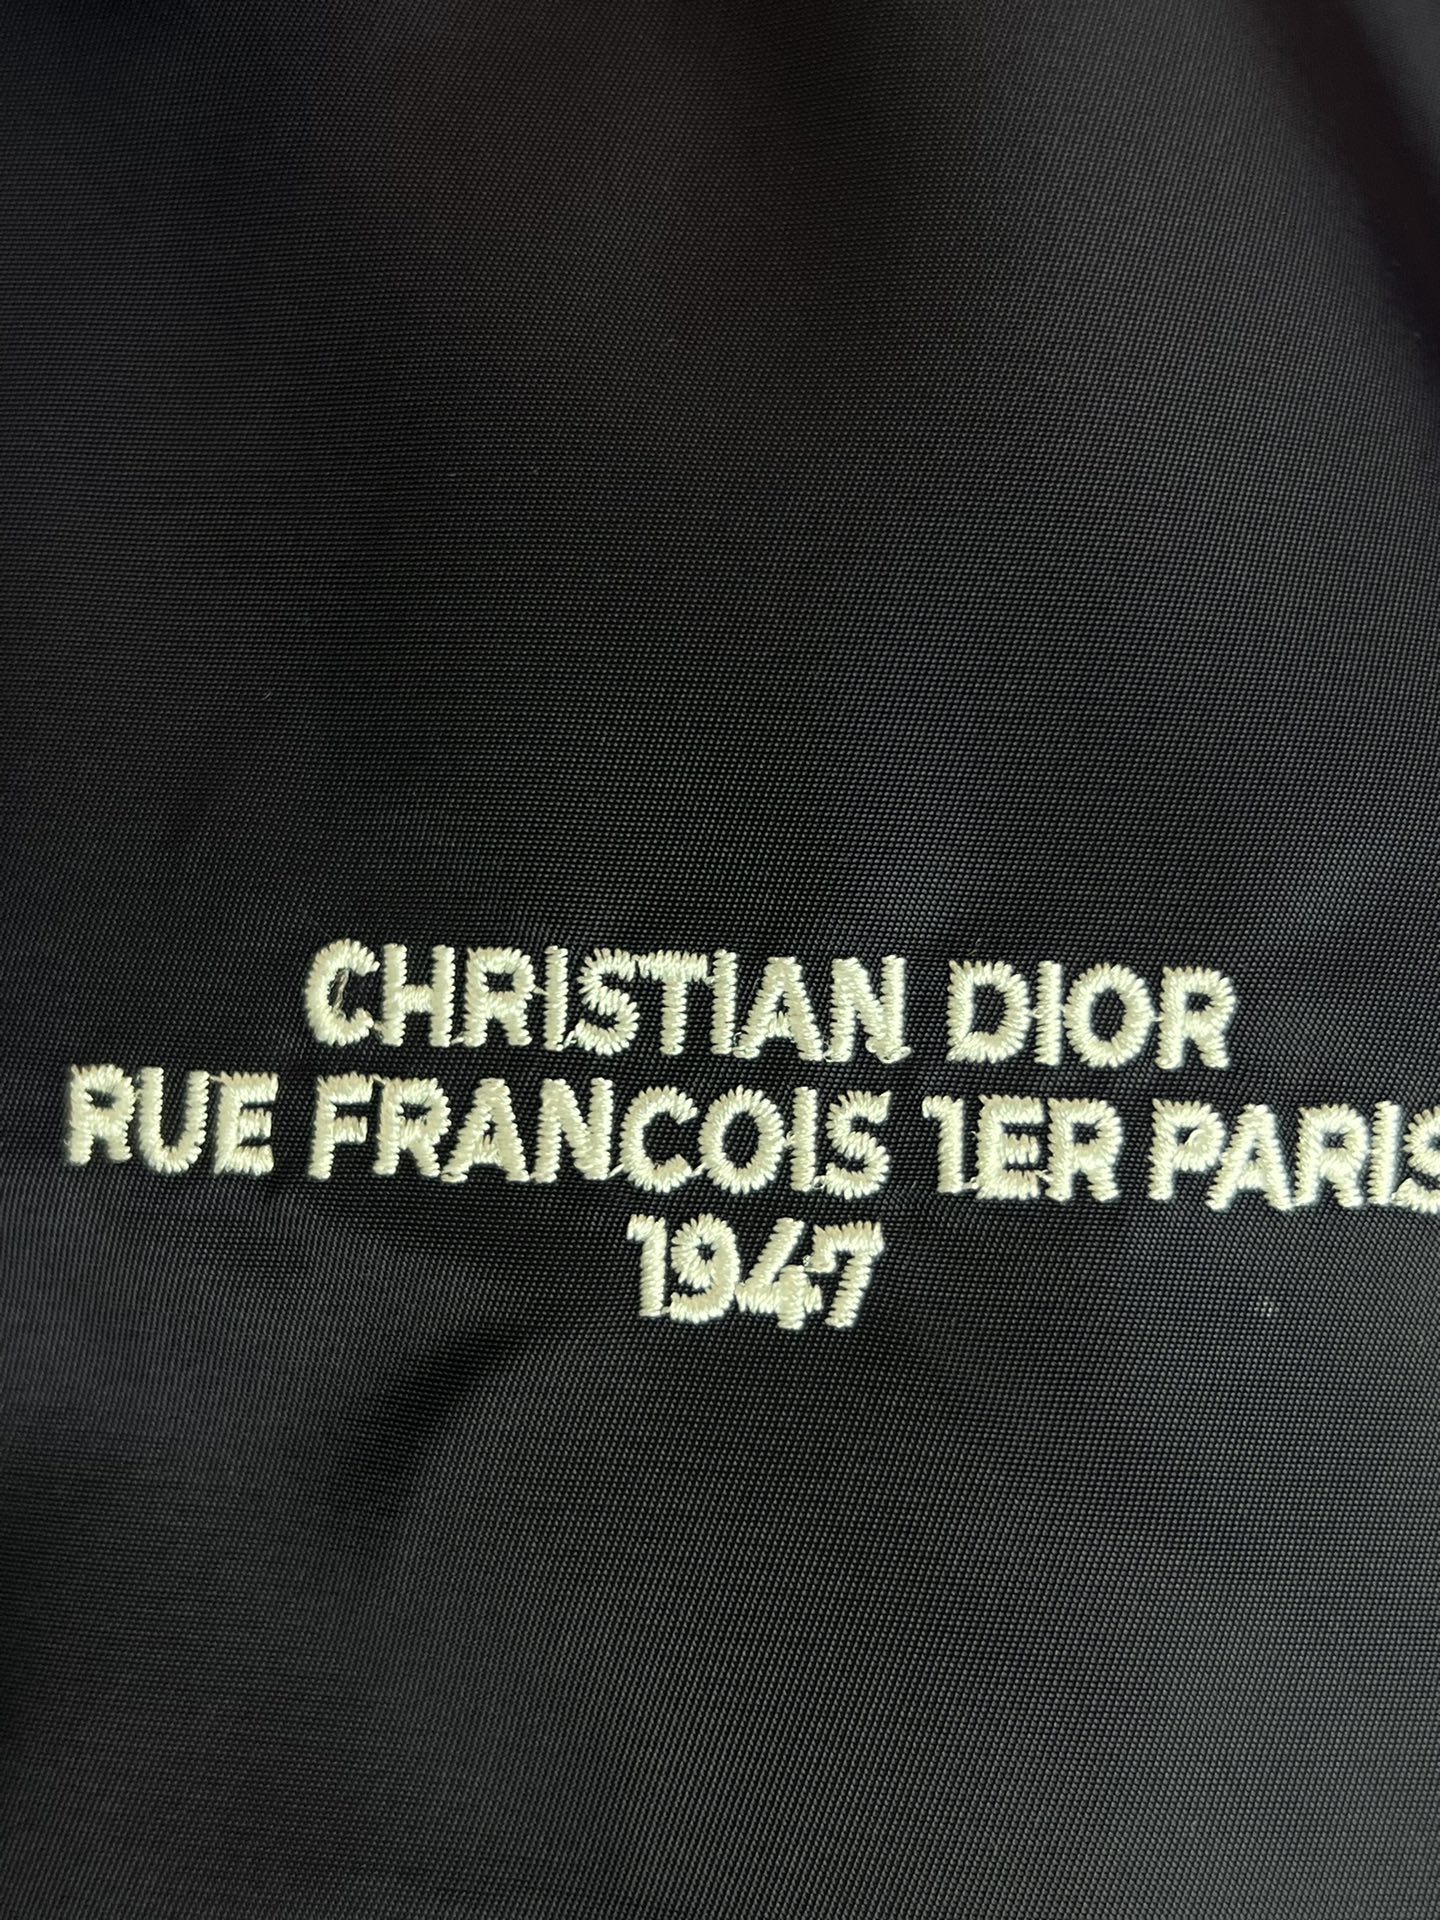 CHRISTIAN DIOR
RUE FRANCOIS 1ER PARIS
1947